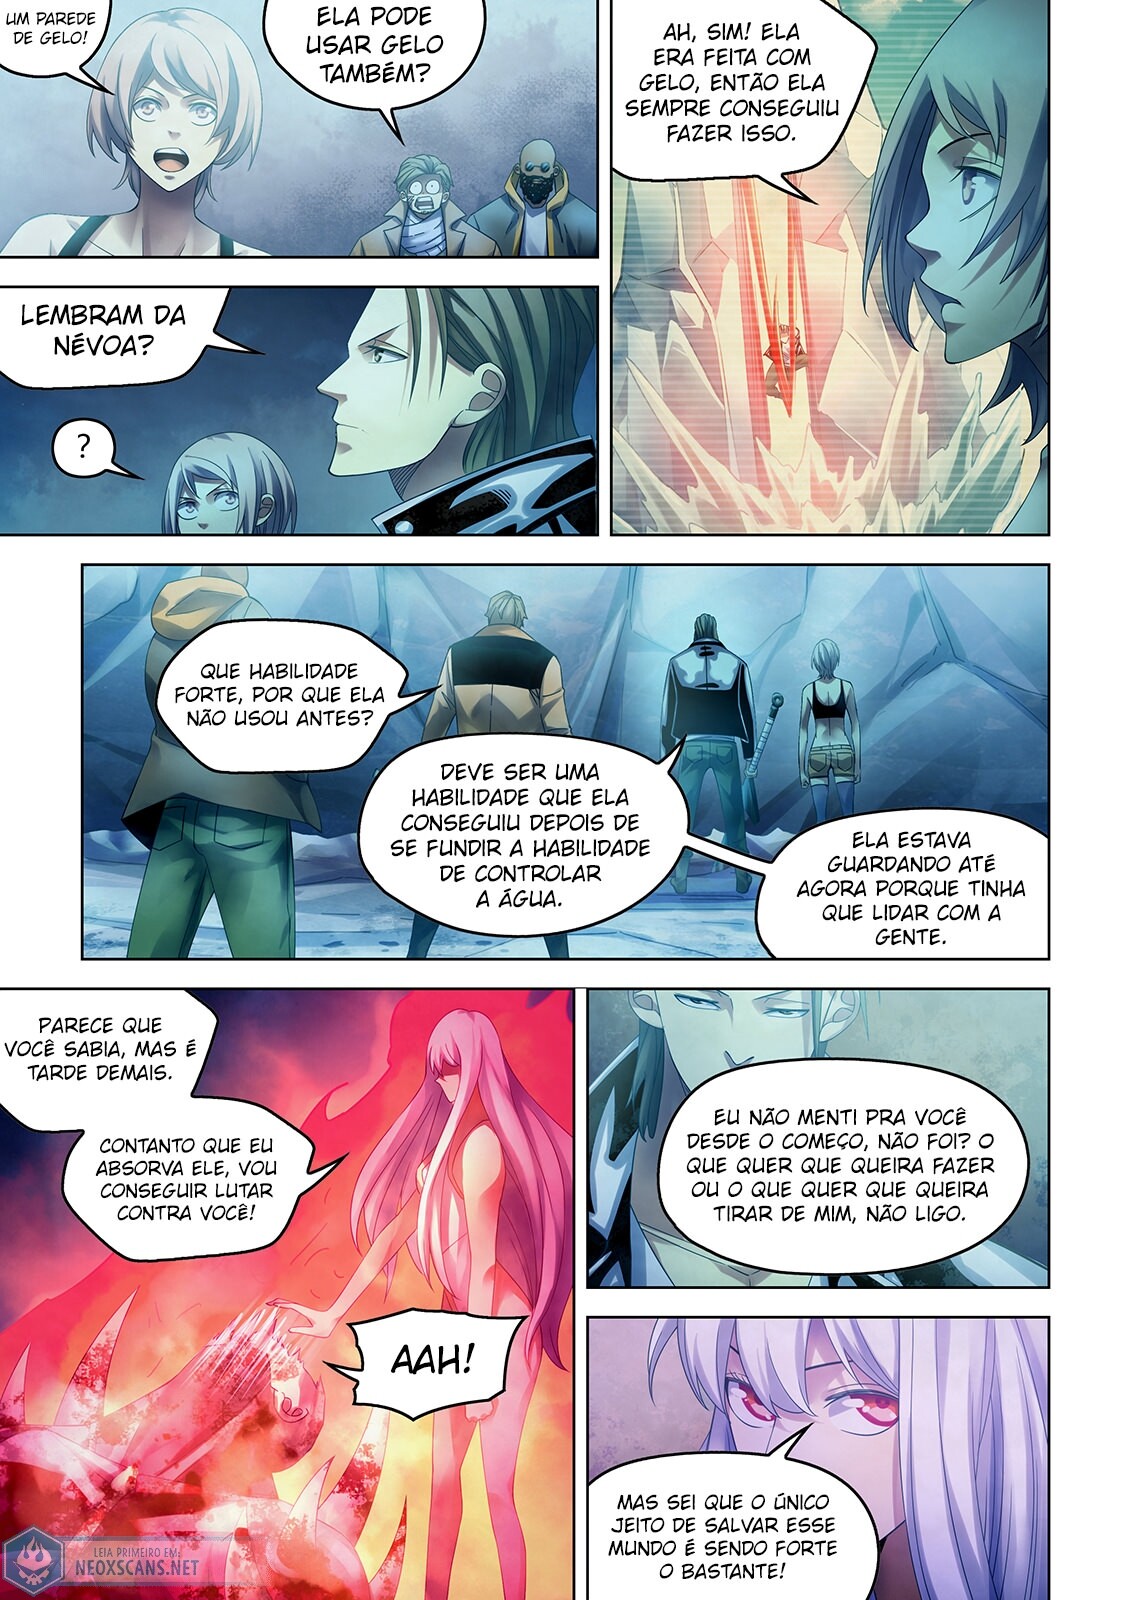 UM PAREDE
DE GELO!
ELA PODE
USAR GELO
TAMBÉM?
AH, SIM! ELA
ERA FEITA COM
GELO, ENTÃO ELA
SEMPRE CONSEGUIU
FAZER ISSO.
LEMBRAM DA
NÉVOA?
?
QUE HABILIDADE
FORTE, POR QUE ELA
NÃO USOU ANTES?
DEVE SER UMA
HABILIDADE QUE ELA
CONSEGUIU DEPOIS DE
SE FUNDIR A HABILIDADE
DE CONTROLAR
A ÁGUA.
ELA ESTAVA
GUARDANDO ATÉ
AGORA PORQUE TINHA
QUE LIDAR COM A
GENTE.
PARECE QUE
VOCÊ SABIA, MAS É
TARDE DEMAIS.
CONTANTO QUE EU
ABSORVA ELE, VOU
CONSEGUIR LUTAR
CONTRA VOCÊ!
AAH!
EU NÃO MENTI PRA VOCÊ
DESDE O COMEÇO, NÃO FOI? O
QUE QUER QUE QUEIRA FAZER
OU O QUE QUER QUE QUEIRA
TIRAR DE MIM, NÃO LIGO.
MAS SEI QUE O ÚNICO
JEITO DE SALVAR ESSE
MUNDO É SENDO FORTE
O BASTANTE!
LEIA PRIMEIRO EM:
NEOXSCANS.NET